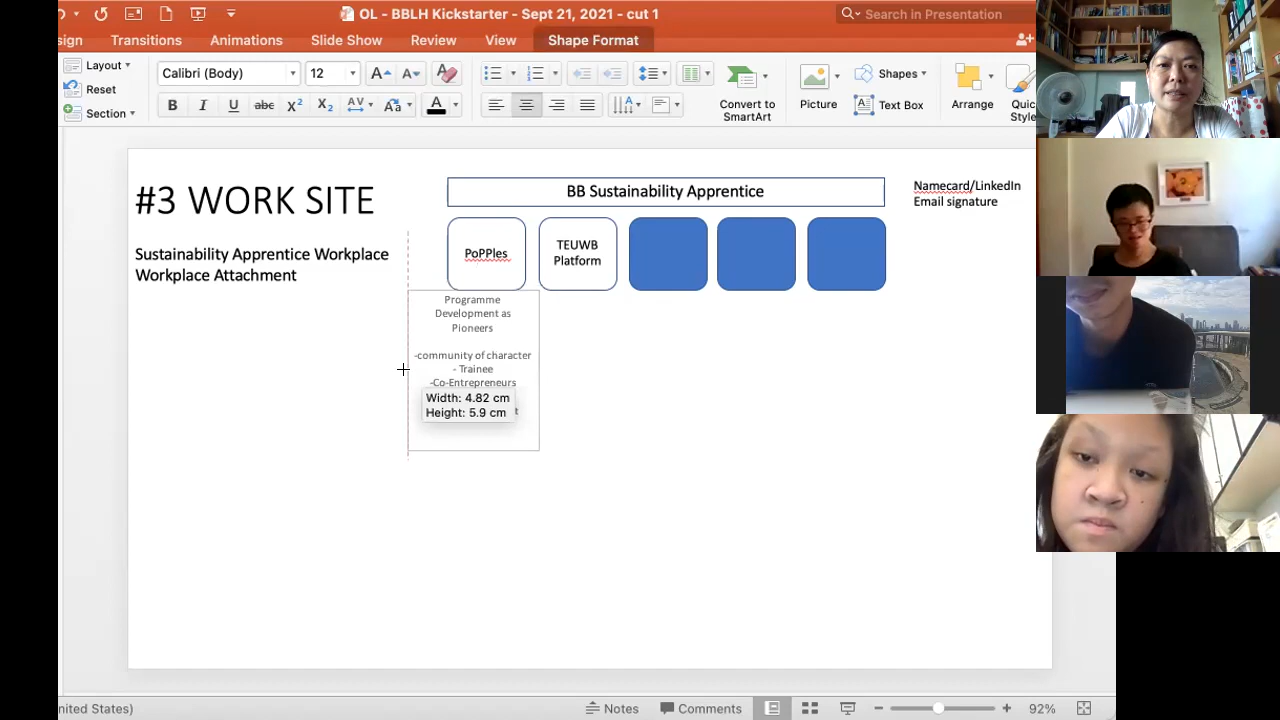 OL - BBLH Kickstarter - Sept 21, 2021 - cut 1
Search in Presentation
sign Transitions Animations Slide Show Review View Shape Format
Layout
Reset
Section
Calibri (Body) 12
Convert to
SmartArt
Picture
Shapes
Text Box
Arrange
Quic
Style
#3 WORK SITE
Sustainability Apprentice Workplace
Workplace Attachment
BB Sustainability Apprentice
PoPPles
TEUWB
Platform
Namecard/LinkedIn
Email signature
Programme
Development as
Pioneers
-community of character
- Trainee
-Co-Entrepreneurs
Width: 4.82 cm
Height: 5.9 cm
nited States)
Notes
Comments
92%